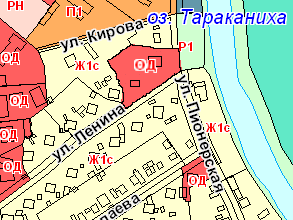 РН
П1
оз. Тараканиха
ул. Кирова
Р1
ОД
Ж1с
ОД
ОД
ул. Пионерская
ул. Ленина
Ж1с
ОД
Ж1с
ОД
ОД